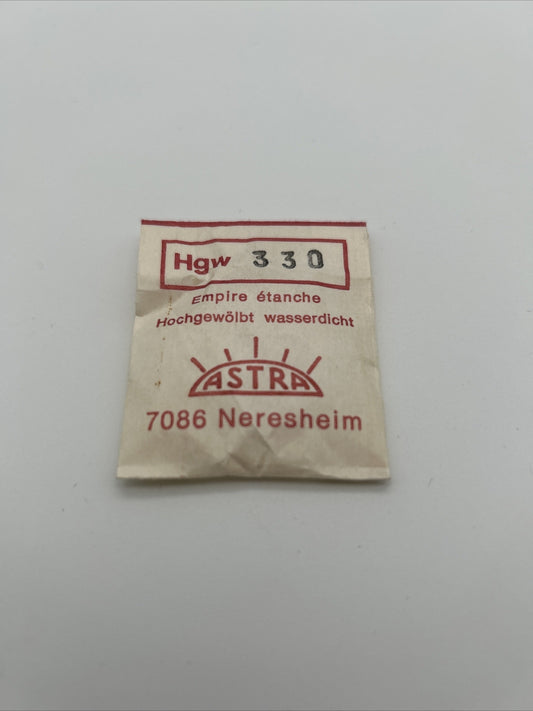 Hgw 330
Empire étanche
Hochgewölbt wasserdicht
ASTRA
7086 Neresheim